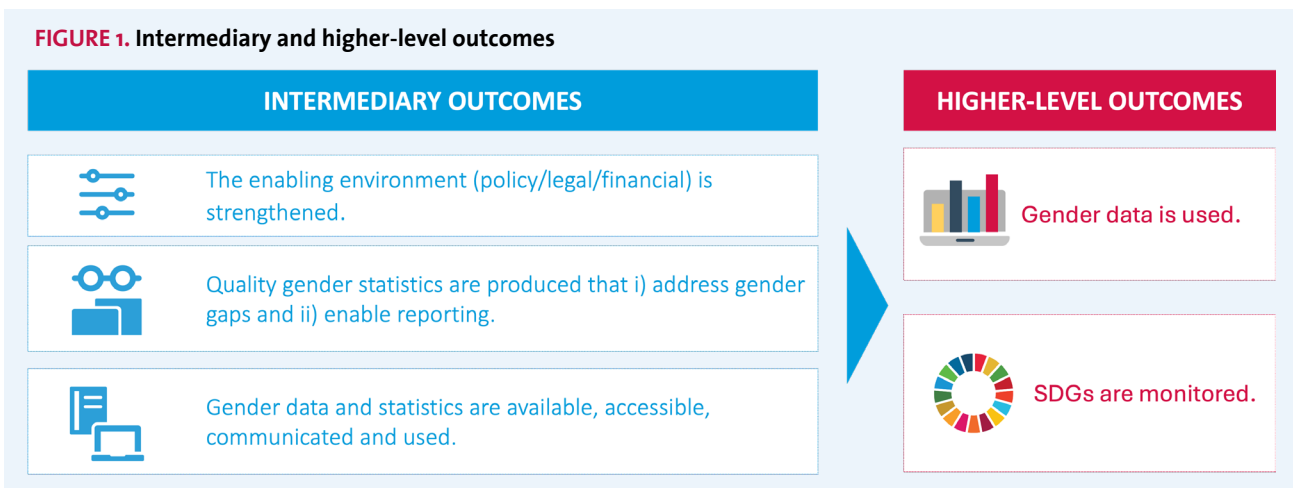 FIGURE 1. Intermediary and higher-level outcomes
INTERMEDIARY OUTCOMES
The enabling environment (policy/legal/financial) is
strengthened.
Quality gender statistics are produced that i) address gender
gaps and ii) enable reporting.
Gender data and statistics are available, accessible,
communicated and used.
HIGHER-LEVEL OUTCOMES
Gender data is used.
SDGs are monitored.